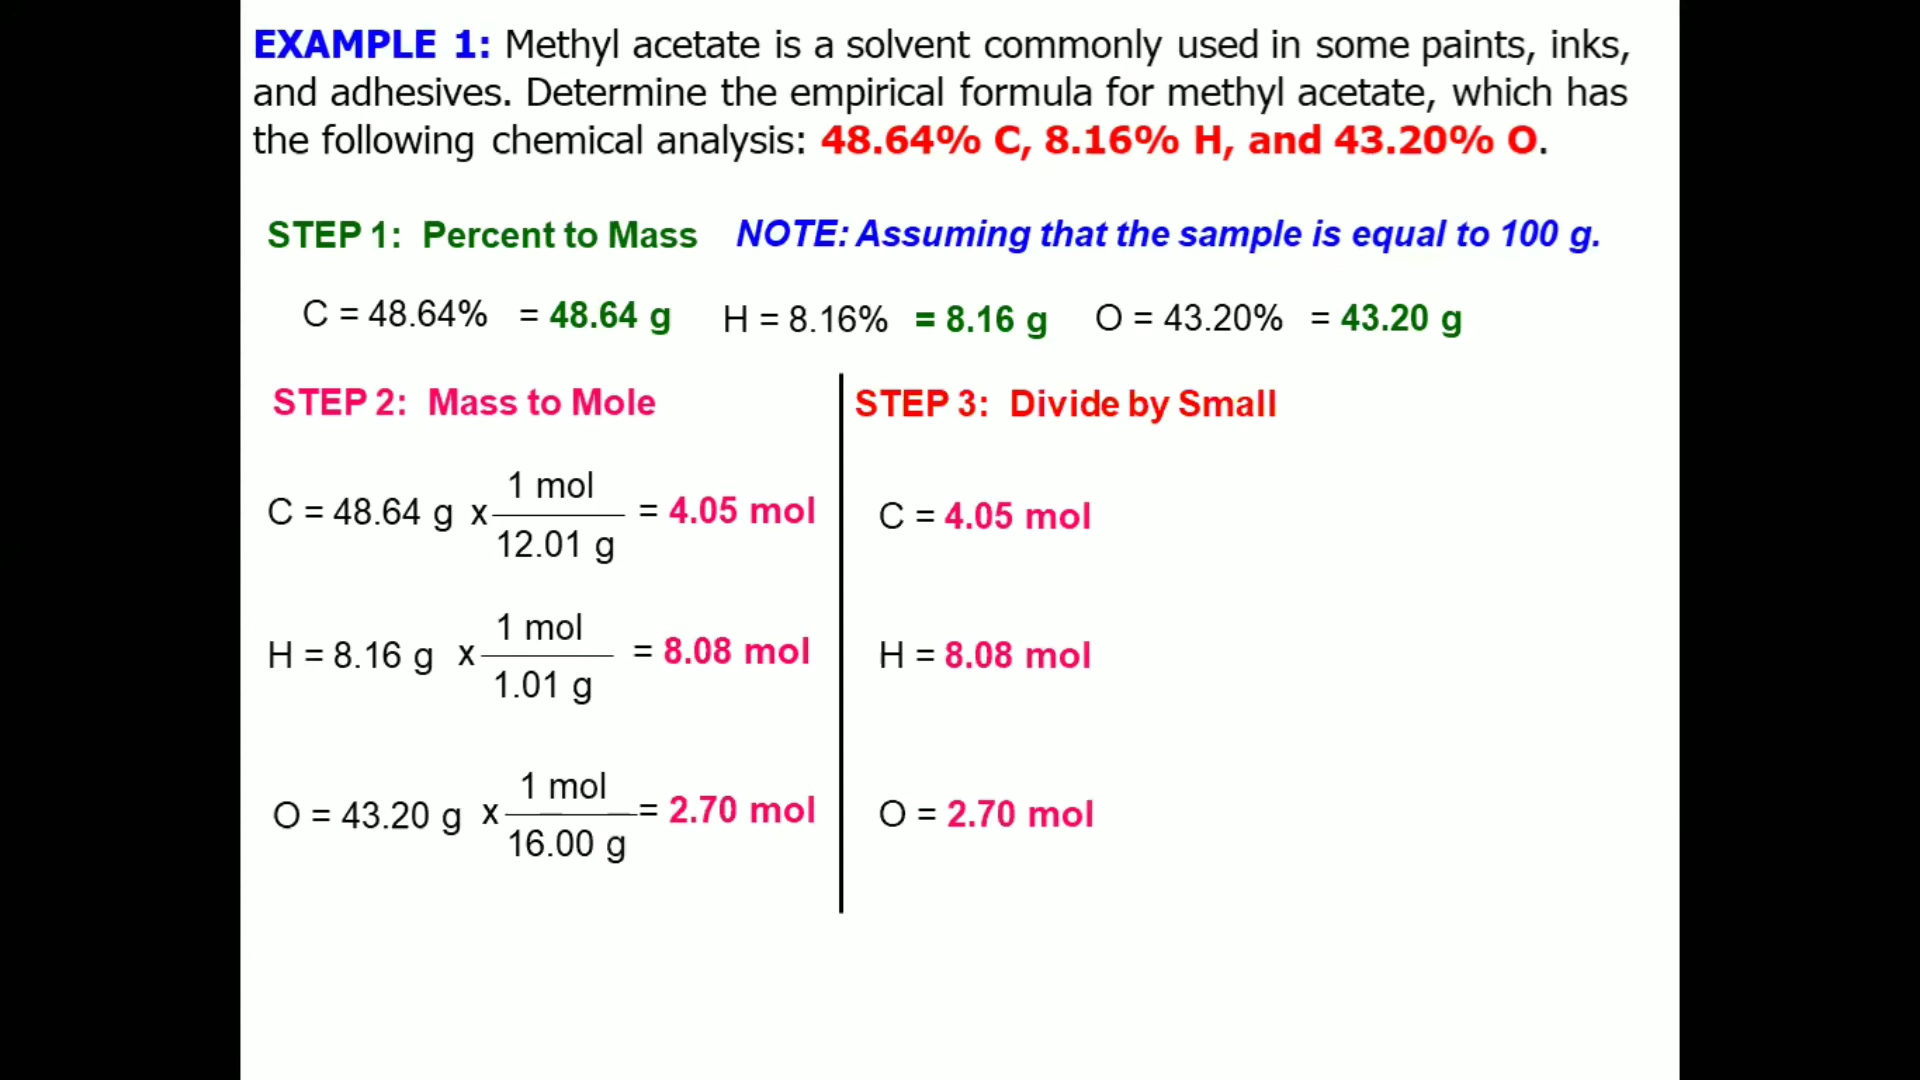 EXAMPLE 1: Methyl acetate is a solvent commonly used in some paints, inks,
and adhesives. Determine the empirical formula for methyl acetate, which has
the following chemical analysis: 48.64% C, 8.16% H, and 43.20% O.
STEP 1: Percent to Mass NOTE: Assuming that the sample is equal to 100 g.
C = 48.64% = 48.64 g H = 8.16% = 8.16 g O = 43.20% = 43.20 g
STEP 2: Mass to Mole
1 mol
C = 48.64 g x = 4.05 mol
12.01 g
1 mol
H = 8.16 g x = 8.08 mol
1.01 g
1 mol
O = 43.20 g x = 2.70 mol
16.00 g
STEP 3: Divide by Small
C = 4.05 mol
H = 8.08 mol
O = 2.70 mol